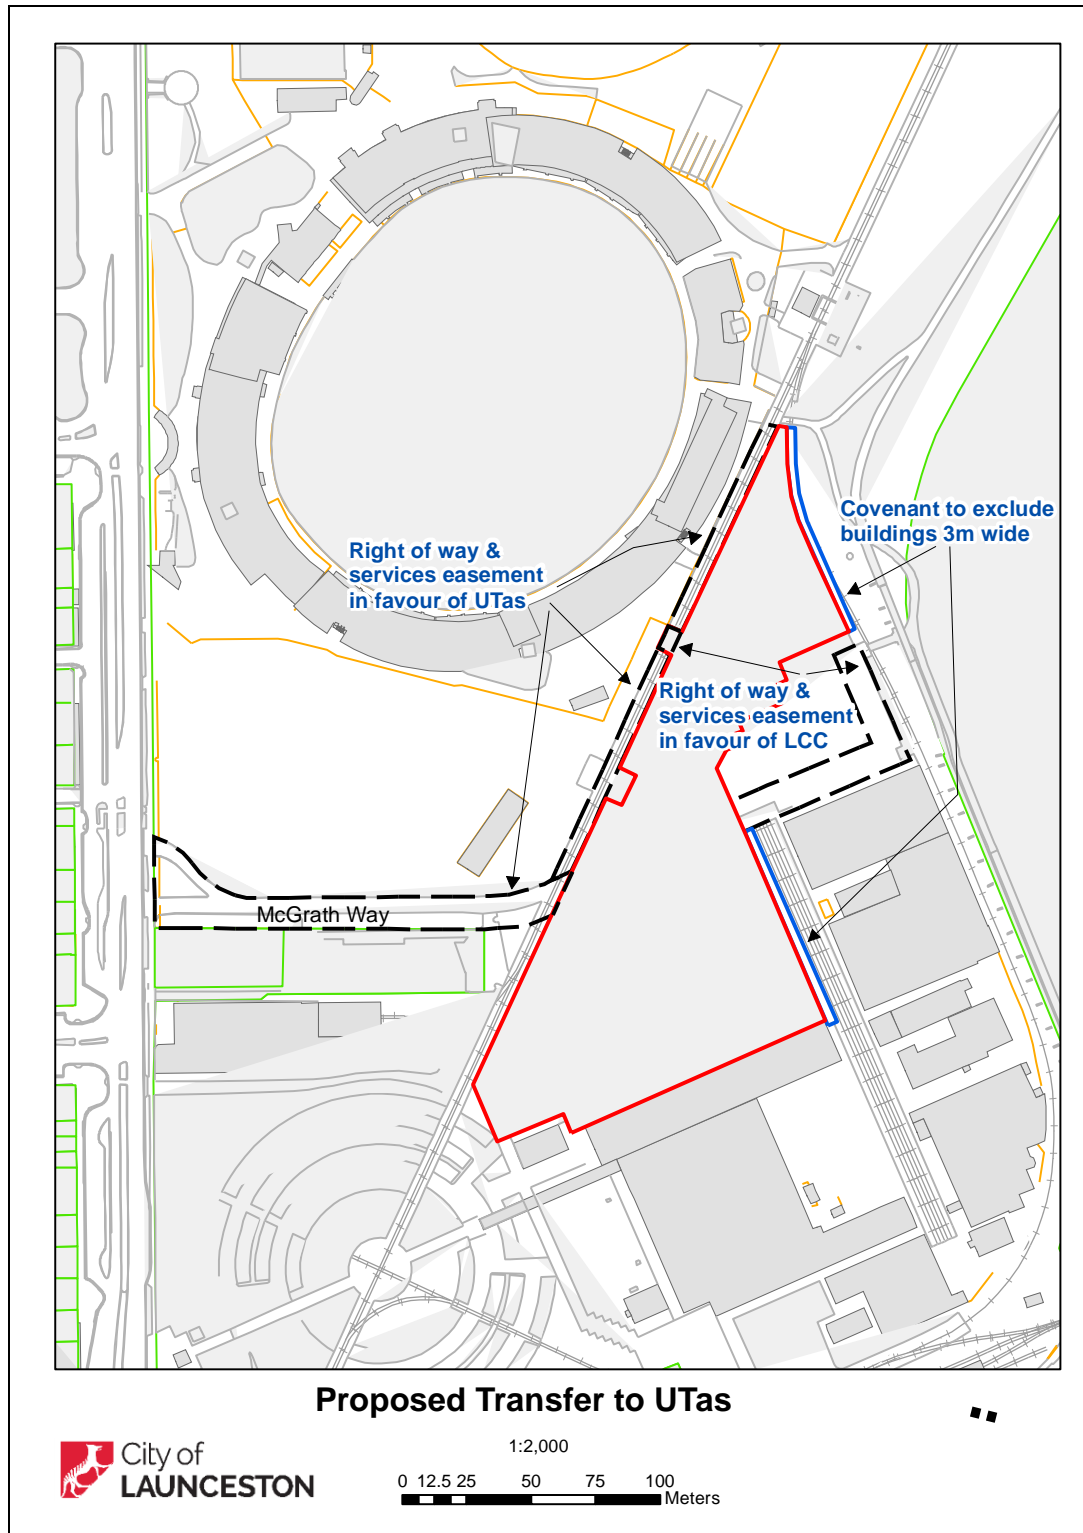 Covenant to exclude
buildings 3m wide
Right of way &
services easement
in favour of UTas
Right of way &
services easement
in favour of LCC
McGrath Way
Proposed Transfer to UTas
1:2,000
City of
LAUNCESTON
0 12.5 25 50 75 100
Meters